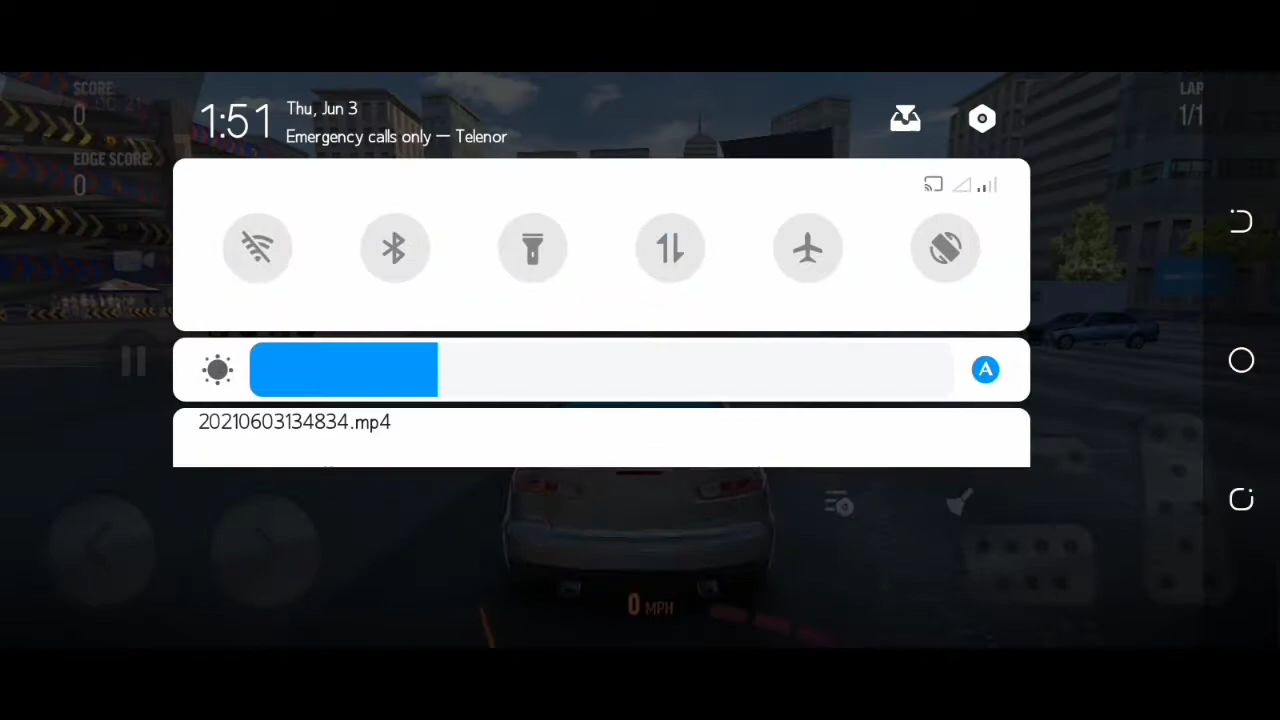 SCORE:
0
EDGE SCORE:
0
LAP
1/1
1:51
Thu, Jun 3
Emergency calls only — Telenor
A
20210603134834.mp4
0 MPH